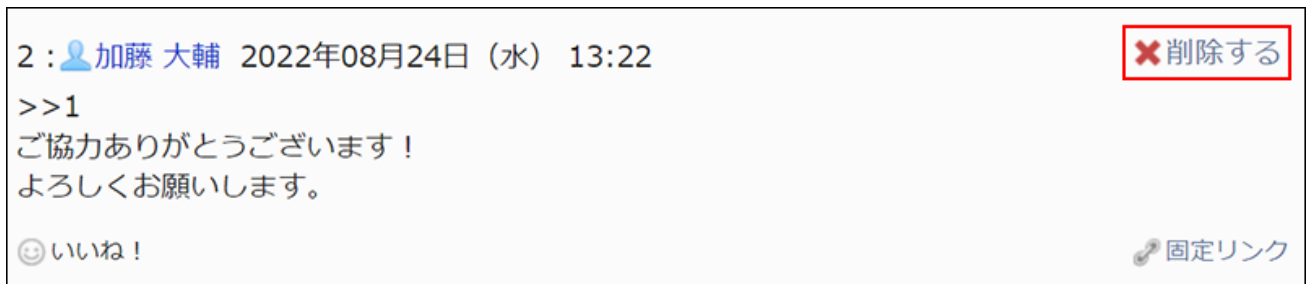 2：加藤 大輔 2022年08月24日（水） 13:22
削除する
>>1
ご協力ありがとうございます！
よろしくお願いします。
いいね！
固定リンク